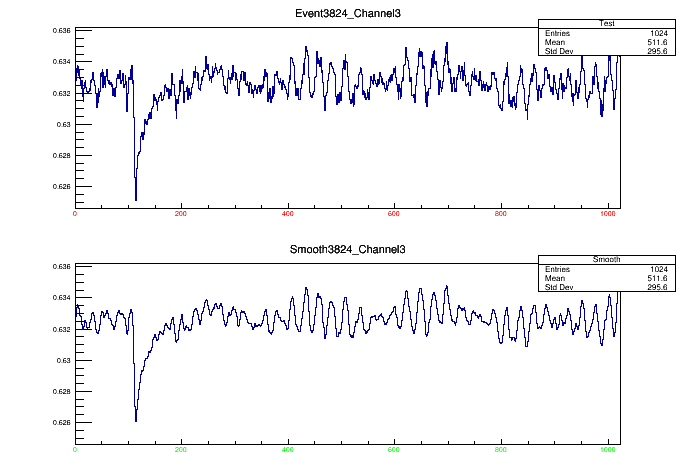 Event3824_Channel3
Test
Entries 1024
Mean 511.6
Std Dev 295.6
0.636
0.634
0.632
0.63
0.628
0.626
0 200 400 600 800 1000
Smooth3824_Channel3
Smooth
Entries 1024
Mean 511.6
Std Dev 295.6
0.636
0.634
0.632
0.63
0.628
0.626
0 200 400 600 800 1000